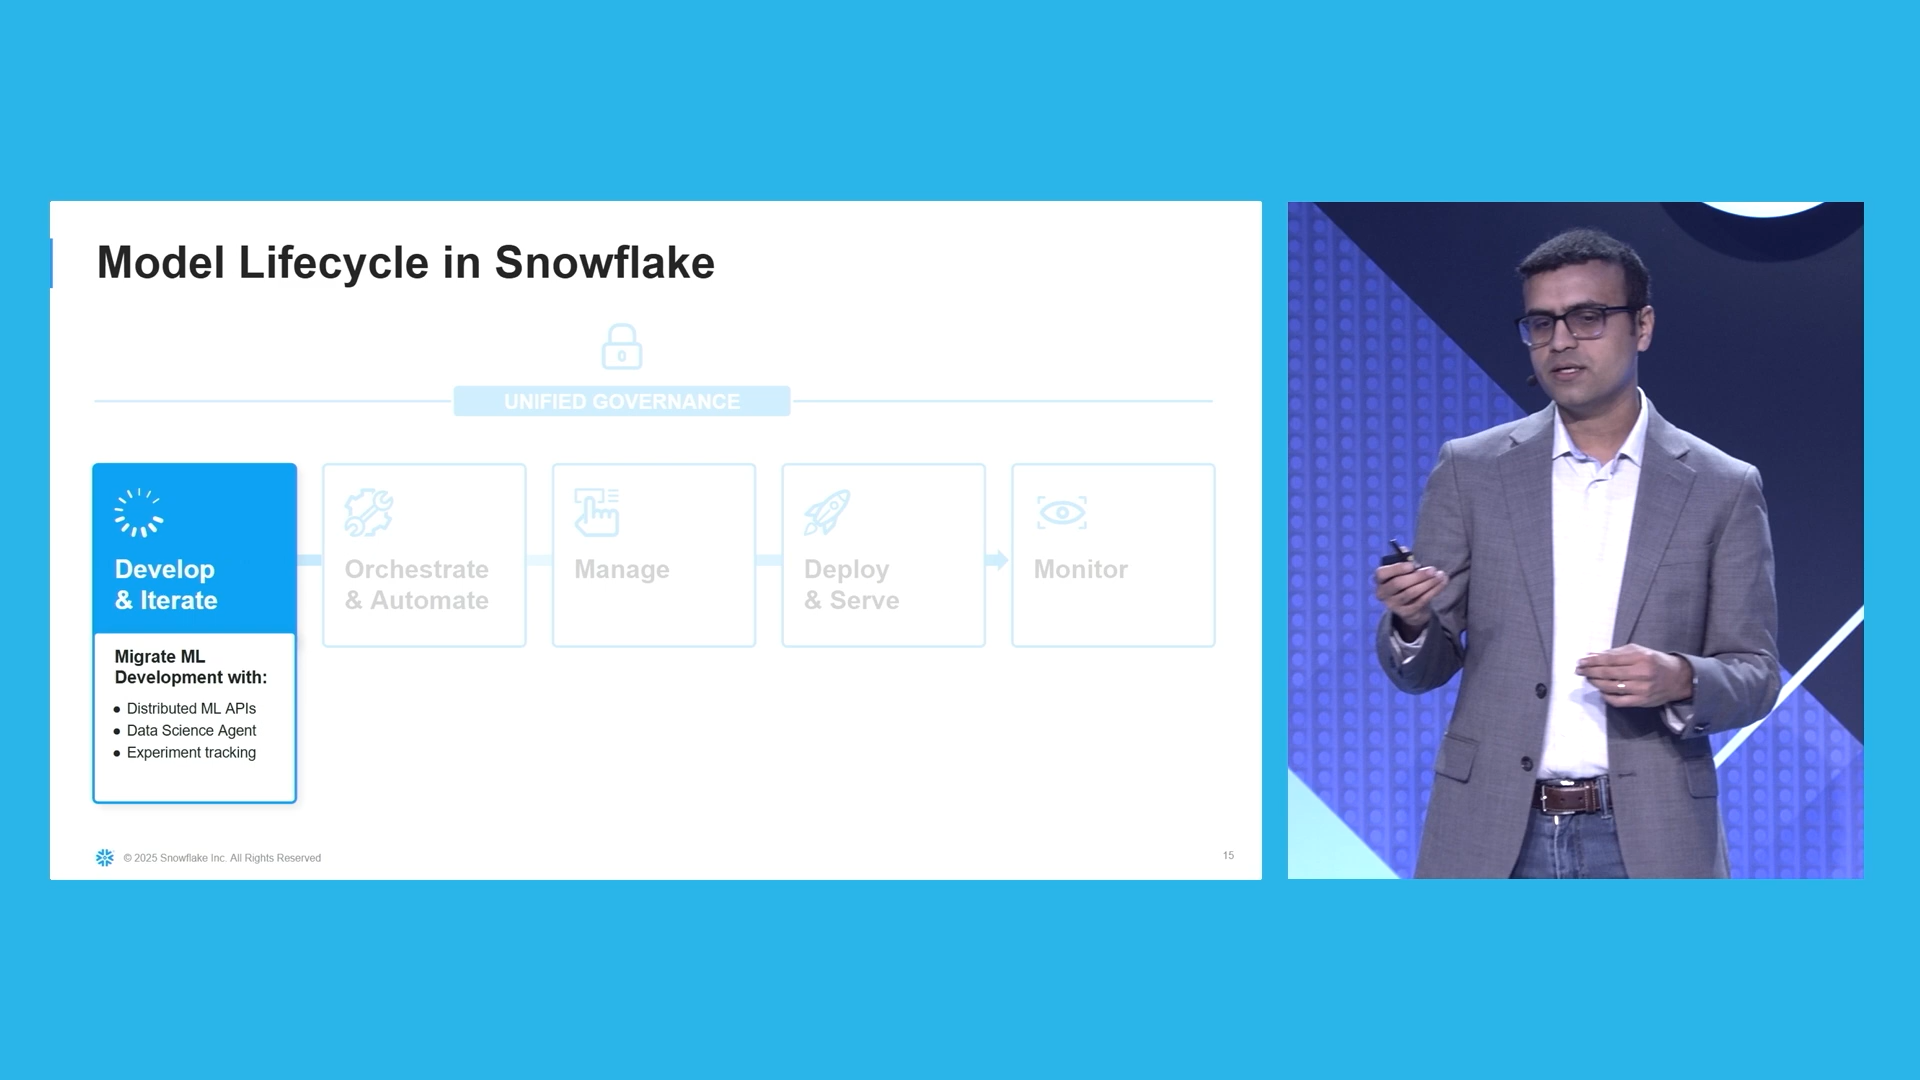 Model Lifecycle in Snowflake
UNIFIED GOVERNANCE
Develop
& Iterate
Migrate ML
Development with:
● Distributed ML APIs
● Data Science Agent
● Experiment tracking
Orchestrate
& Automate
Manage
Deploy
& Serve
Monitor
© 2025 Snowflake Inc. All Rights Reserved
15